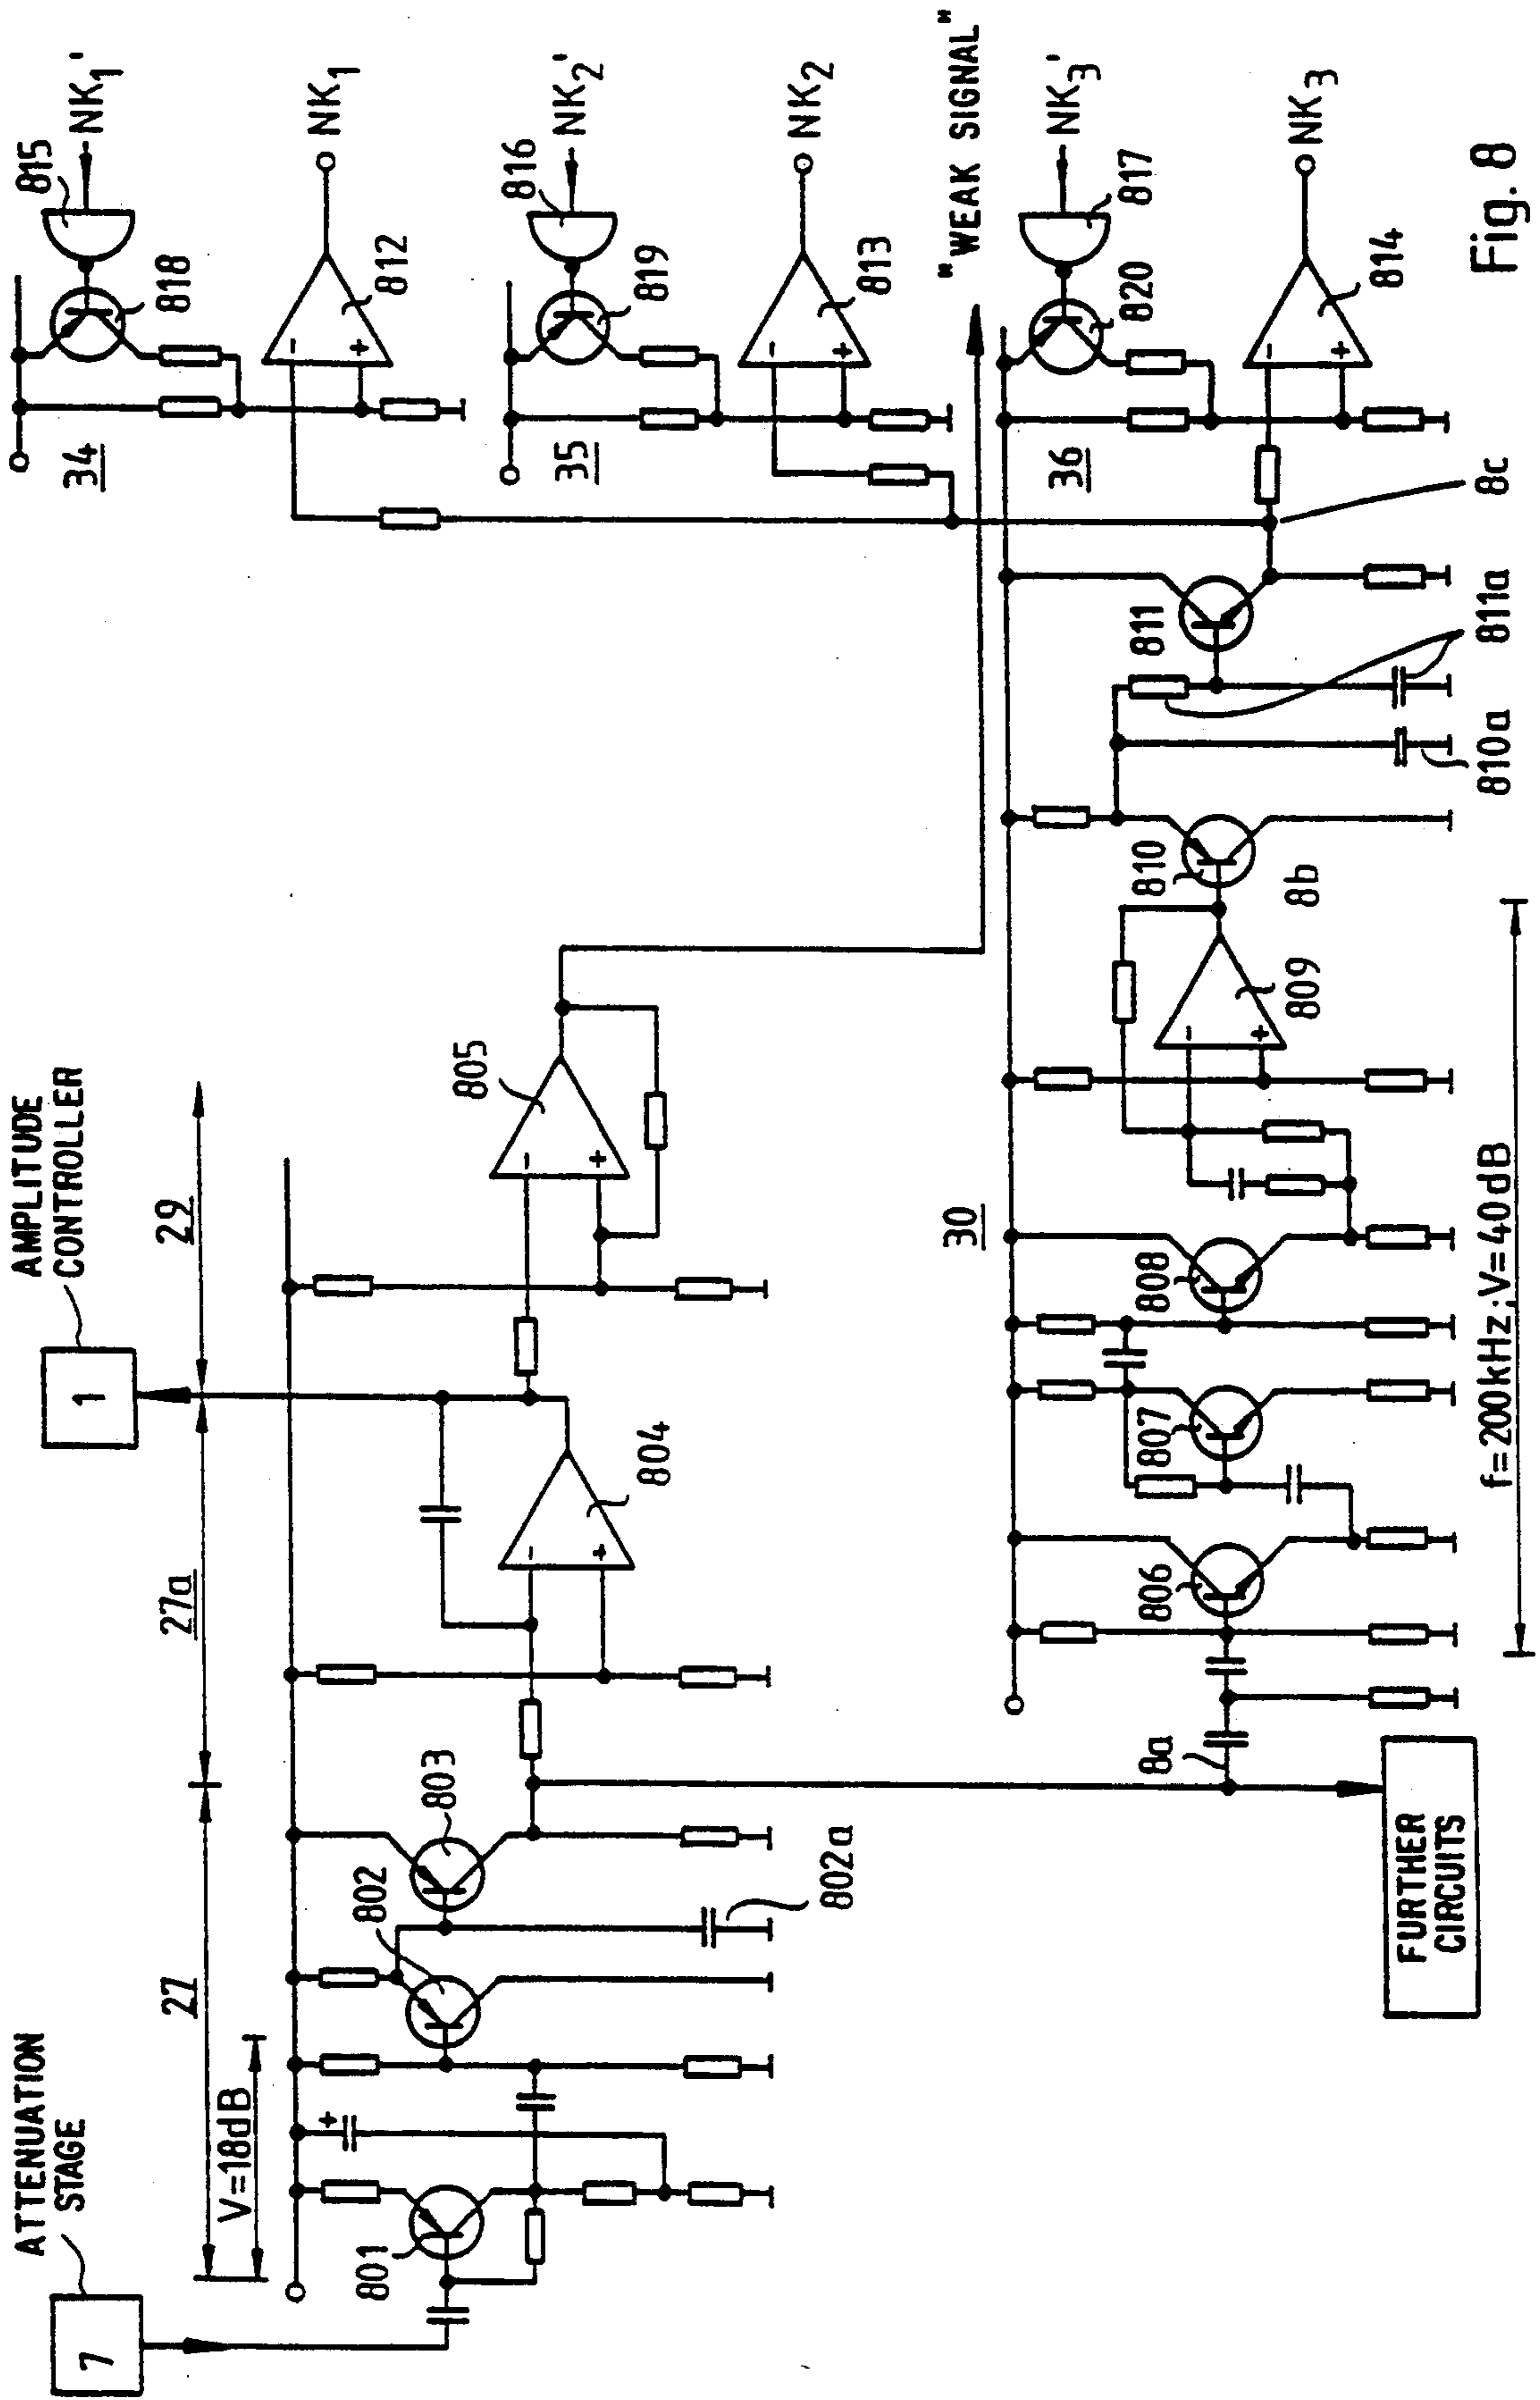 ATTENUATION
STAGE
7
AMPLITUDE
CONTROLLER
1
27
27a
29
V=18dB
801
802
803
802a
804
805
"WEAK SIGNAL"
34
818
815
NK1'
812
NK1
35
819
816
NK2'
813
NK2
36
820
817
NK3'
814
NK3
30
8a
806
807
808
809
8b
810
810a
811
811a
8c
f=200kHz; V=40dB
FURTHER
CIRCUITS
Fig. 8
+
-
+
-
+
-
+
-
+
-
+
-
+